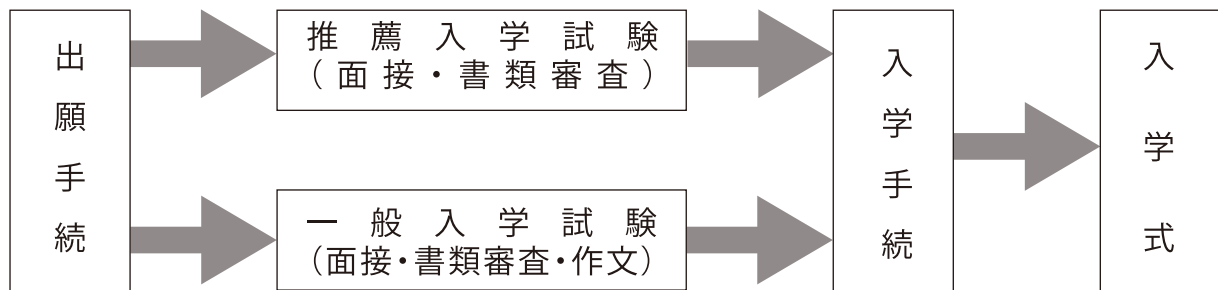 出願手続
推薦入学試験
（面接・書類審査）
一般入学試験
（面接・書類審査・作文）
入学手続
入学式